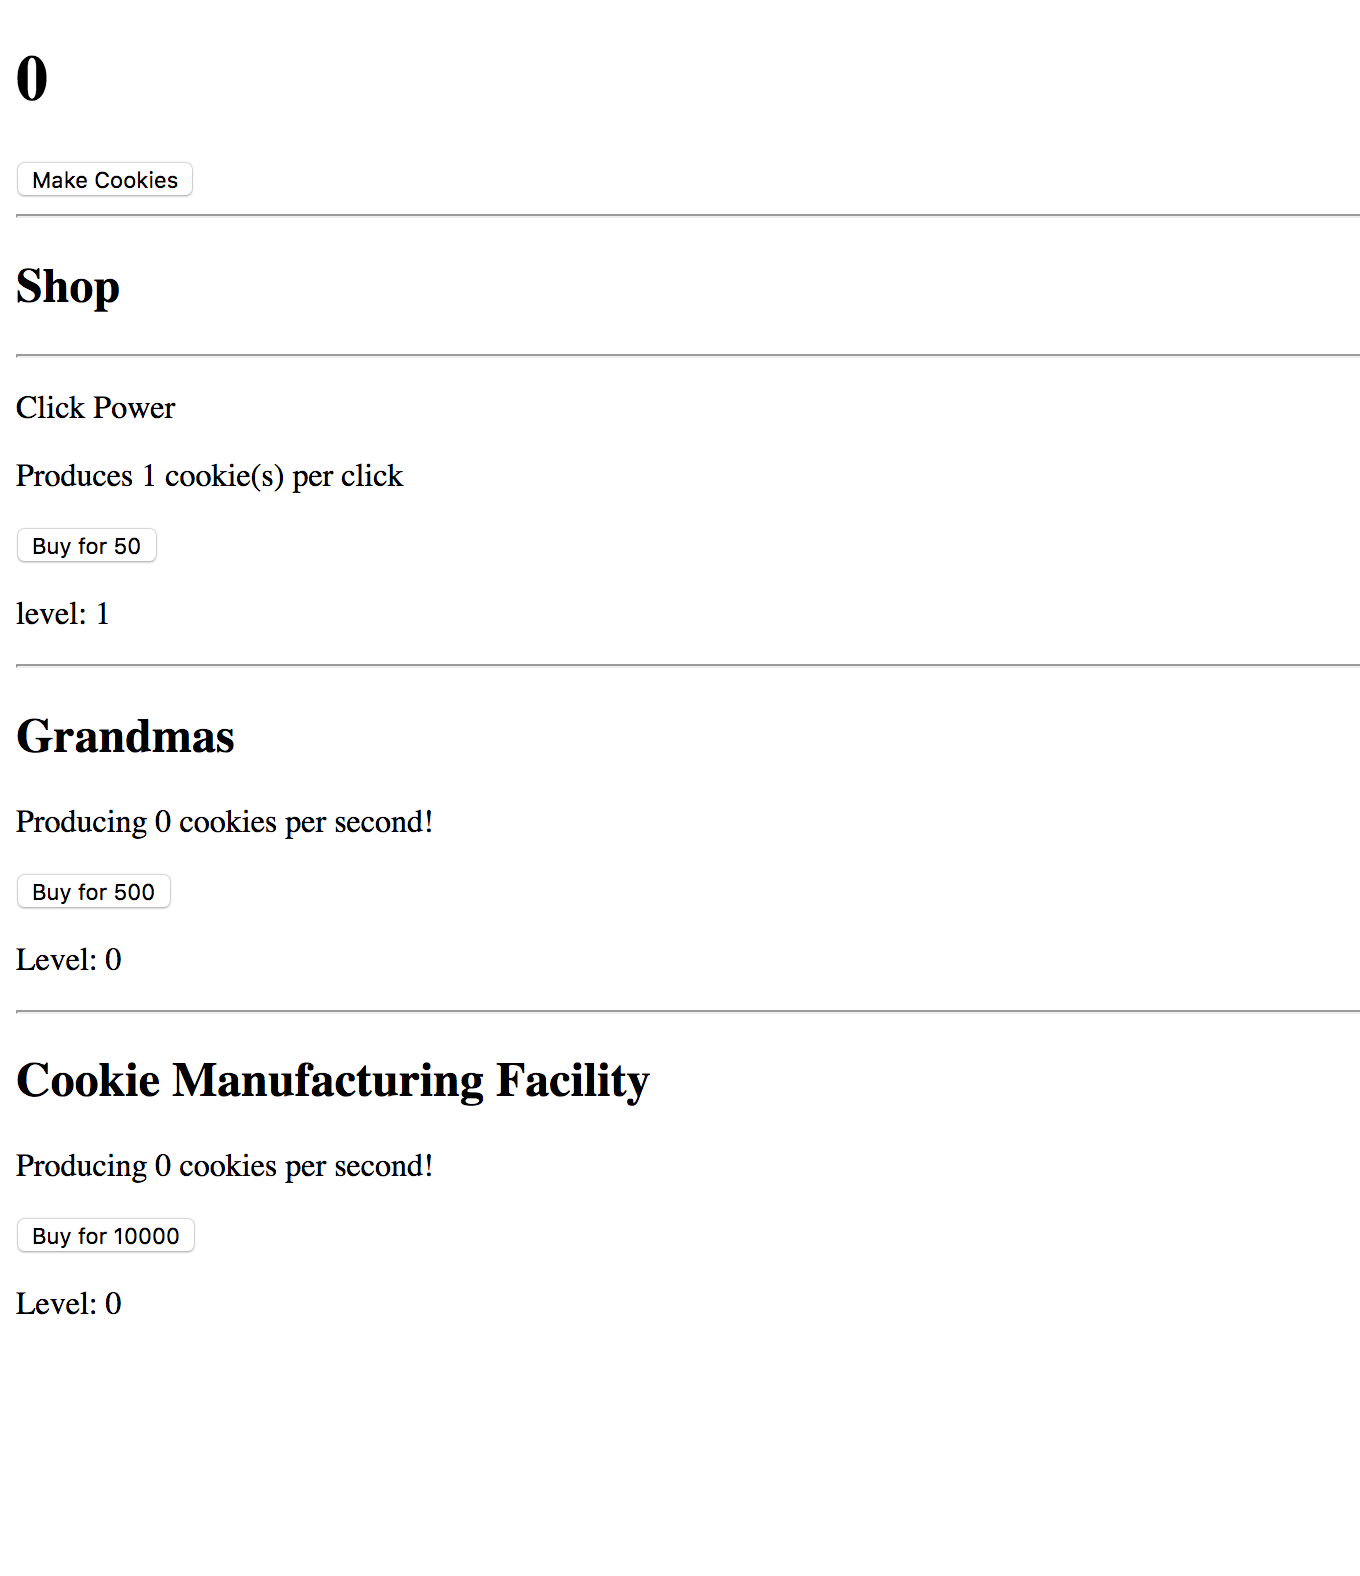 0
Make Cookies
Shop
Click Power
Produces 1 cookie(s) per click
Buy for 50
level: 1
Grandmas
Producing 0 cookies per second!
Buy for 500
Level: 0
Cookie Manufacturing Facility
Producing 0 cookies per second!
Buy for 10000
Level: 0